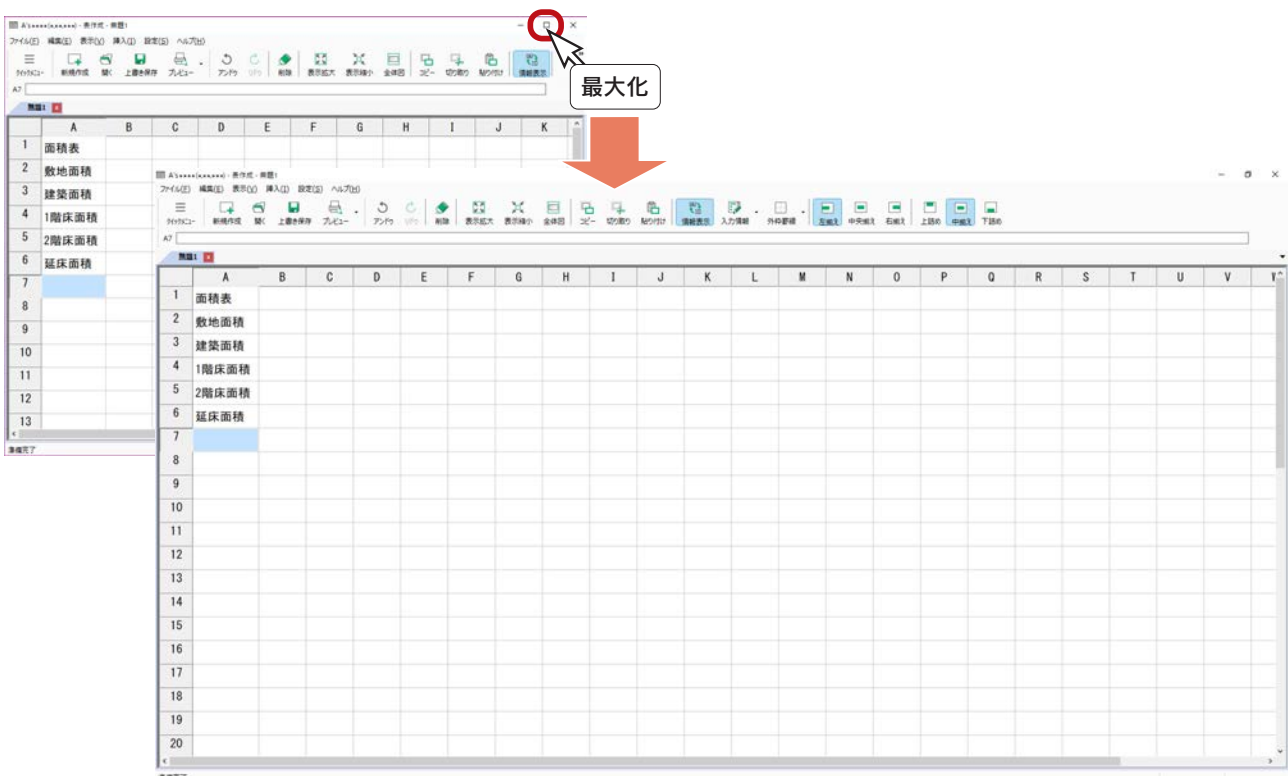 ファイル(F) 編集(E) 表示(V) 挿入(I) 設定(S) ヘルプ(H)
クイックメニュー 新規作成 開く 上書き保存 プレビュー アンドゥ リドゥ 削除 表示拡大 表示縮小 全体図 コピー 切り取り 貼り付け 情報表示
最大化
A7
無題1
A B C D E F G H I J K
1 面積表
2 敷地面積
3 建築面積
4 1階床面積
5 2階床面積
6 延床面積
7
8
9
10
11
12
13
準備完了
ファイル(F) 編集(E) 表示(V) 挿入(I) 設定(S) ヘルプ(H)
クイックメニュー 新規作成 開く 上書き保存 プレビュー アンドゥ リドゥ 削除 表示拡大 表示縮小 全体図 コピー 切り取り 貼り付け 情報表示 入力情報 外枠罫線 左揃え 中央揃え 右揃え 上詰め 中揃え 下詰め
A7
無題1
A B C D E F G H I J K L M N O P Q R S T U V
1 面積表
2 敷地面積
3 建築面積
4 1階床面積
5 2階床面積
6 延床面積
7
8
9
10
11
12
13
14
15
16
17
18
19
20